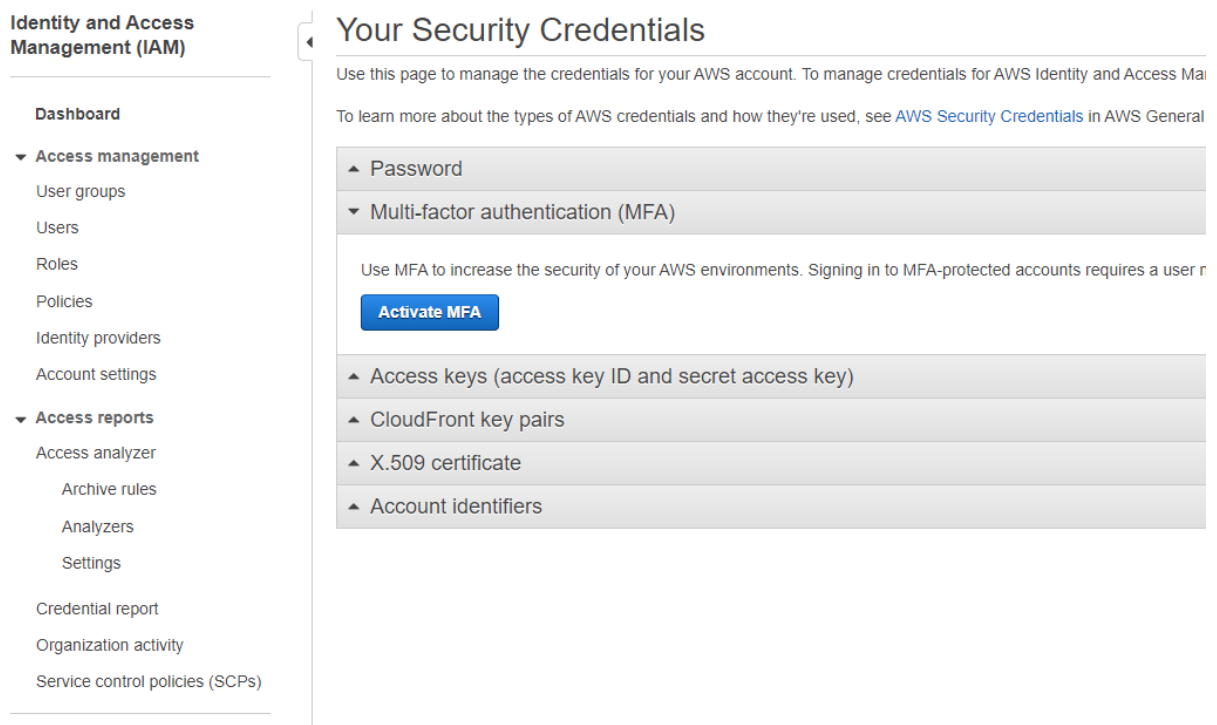 Identity and Access
Management (IAM)
Dashboard
Access management
User groups
Users
Roles
Policies
Identity providers
Account settings
Access reports
Access analyzer
Archive rules
Analyzers
Settings
Credential report
Organization activity
Service control policies (SCPs)
Your Security Credentials
Use this page to manage the credentials for your AWS account. To manage credentials for AWS Identity and Access
To learn more about the types of AWS credentials and how they're used, see AWS Security Credentials in AWS General
Password
Multi-factor authentication (MFA)
Use MFA to increase the security of your AWS environments. Signing in to MFA-protected accounts requires a user
Activate MFA
Access keys (access key ID and secret access key)
CloudFront key pairs
X.509 certificate
Account identifiers